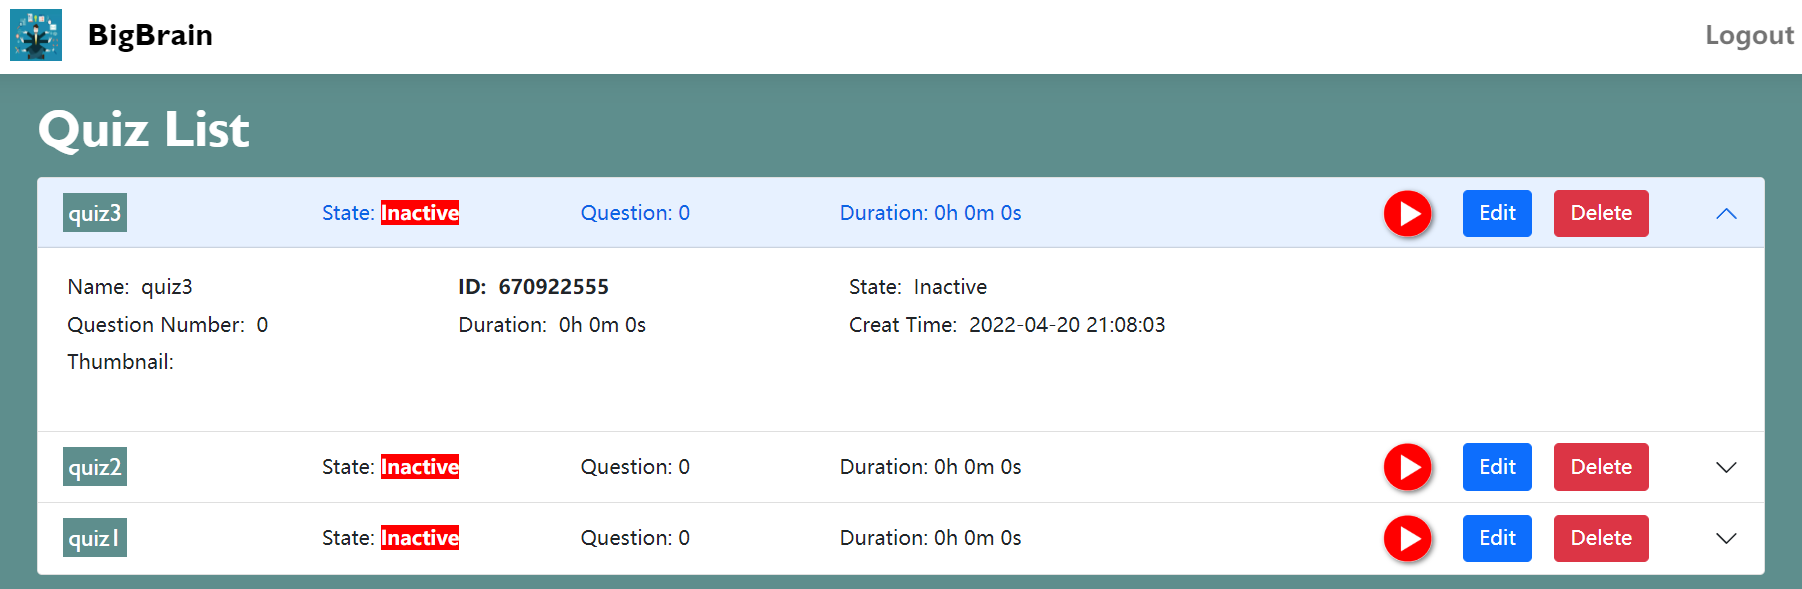 BigBrain Logout
Quiz List
quiz3 State: Inactive Question: 0 Duration: 0h 0m 0s Edit Delete
Name: quiz3 ID: 670922555 State: Inactive
Question Number: 0 Duration: 0h 0m 0s Creat Time: 2022-04-20 21:08:03
Thumbnail:
quiz2 State: Inactive Question: 0 Duration: 0h 0m 0s Edit Delete
quiz1 State: Inactive Question: 0 Duration: 0h 0m 0s Edit Delete